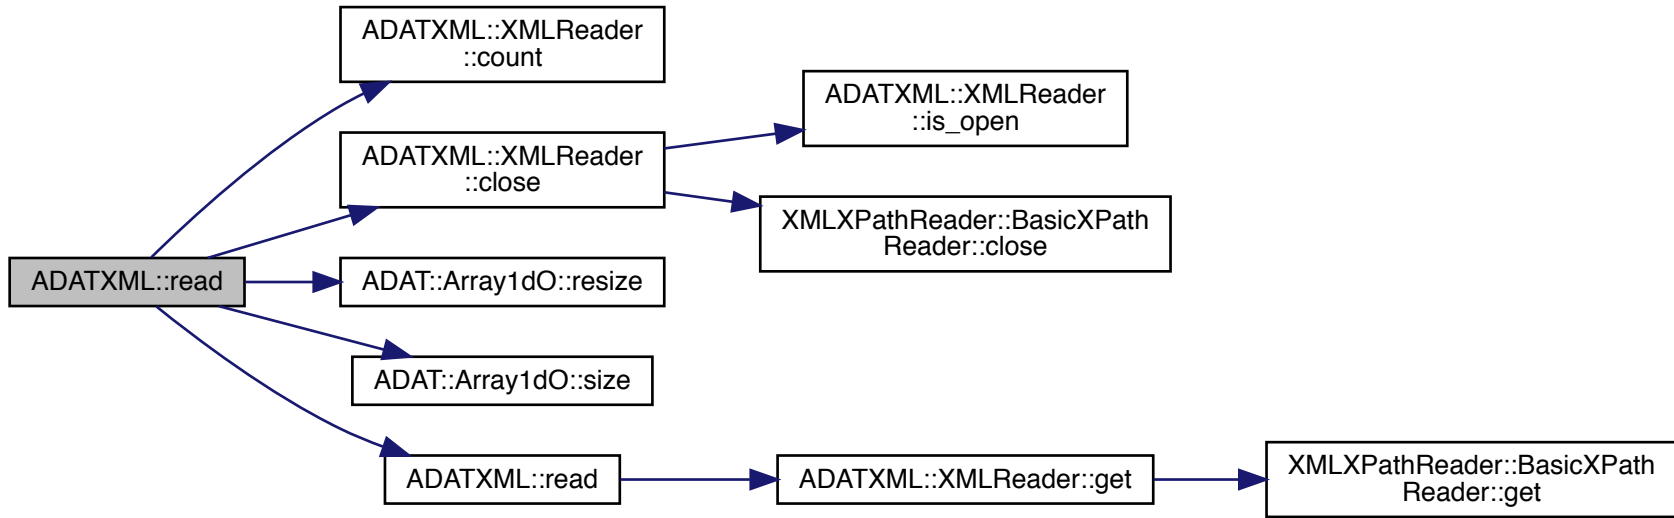 ADATXML::XMLReader
::count
ADATXML::XMLReader
::is_open
ADATXML::XMLReader
::close
XMLXPathReader::BasicXPath
Reader::close
ADATXML::read
ADAT::Array1dO::resize
ADAT::Array1dO::size
ADATXML::read
ADATXML::XMLReader::get
XMLXPathReader::BasicXPath
Reader::get